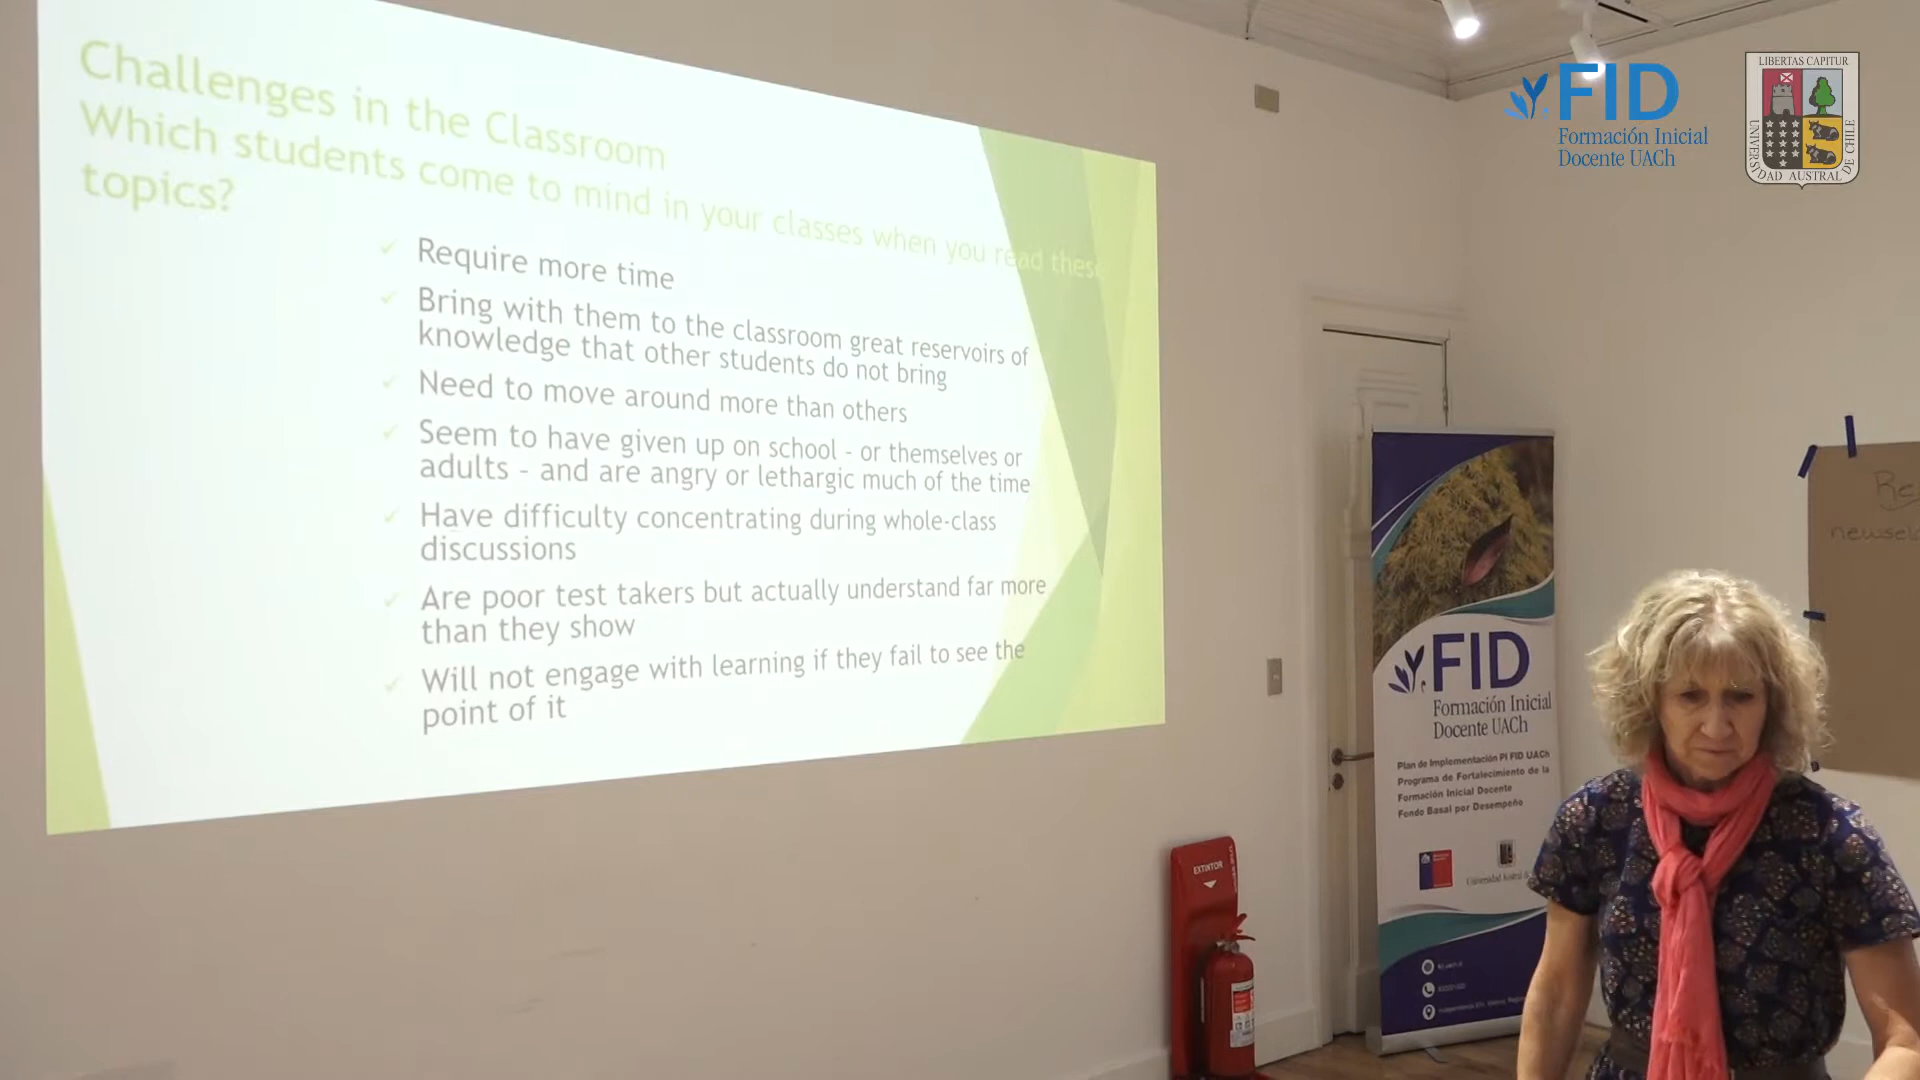 Challenges in the Classroom
Which students come to mind in your classes when you read these
topics?
Require more time
Bring with them to the classroom great reservoirs of
knowledge that other students do not bring
Need to move around more than others
Seem to have given up on school - or themselves or
adults - and are angry or lethargic much of the time
Have difficulty concentrating during whole-class
discussions
Are poor test takers but actually understand far more
than they show
Will not engage with learning if they fail to see the
point of it
FID
Formación Inicial
Docente UACh
LIBERTAS CAPITUR
UNIVERSIDAD AUSTRAL DE CHILE
FID
Formación Inicial
Docente UACh
Plan de Implementación PI FID UACh
Programa de Fortalecimiento de la
Formación Inicial Docente
Fondo Basal por Desempeño
EXTINTOR